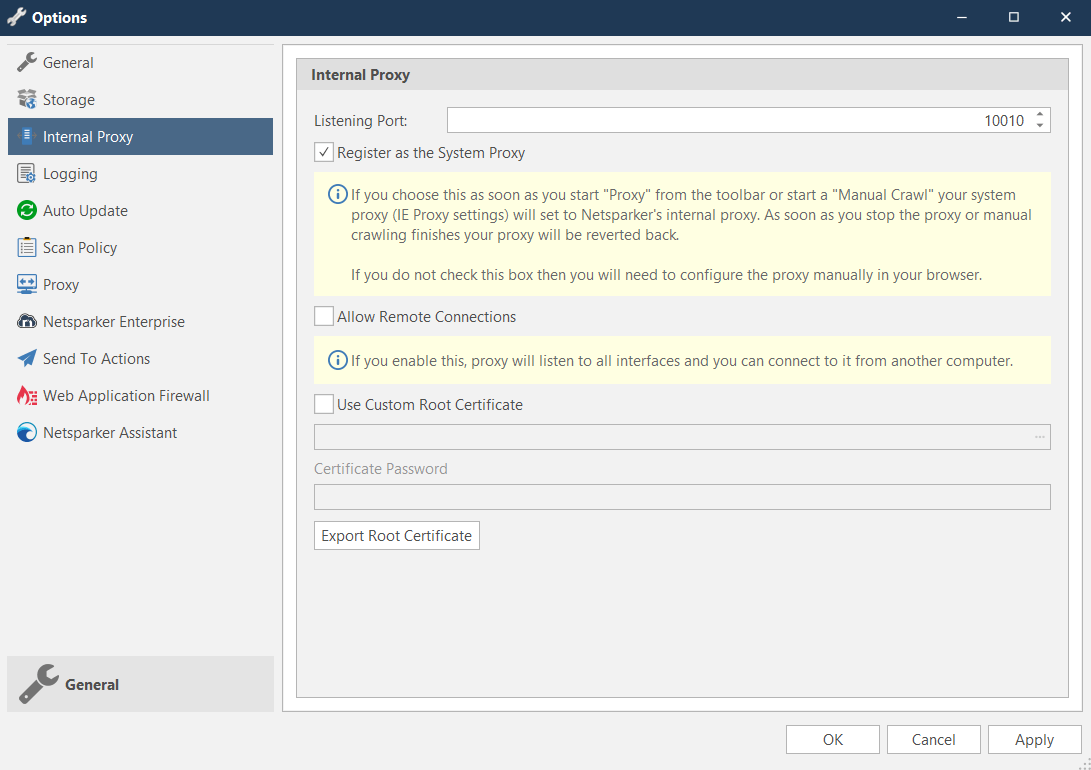 Options
General
Storage
Internal Proxy
Logging
Auto Update
Scan Policy
Proxy
Netsparker Enterprise
Send To Actions
Web Application Firewall
Netsparker Assistant
General
Internal Proxy
Listening Port:
10010
Register as the System Proxy
If you choose this as soon as you start "Proxy" from the toolbar or start a "Manual Crawl" your system
proxy (IE Proxy settings) will set to Netsparker's internal proxy. As soon as you stop the proxy or manual
crawling finishes your proxy will be reverted back.
If you do not check this box then you will need to configure the proxy manually in your browser.
Allow Remote Connections
If you enable this, proxy will listen to all interfaces and you can connect to it from another computer.
Use Custom Root Certificate
...
Certificate Password
Export Root Certificate
OK
Cancel
Apply